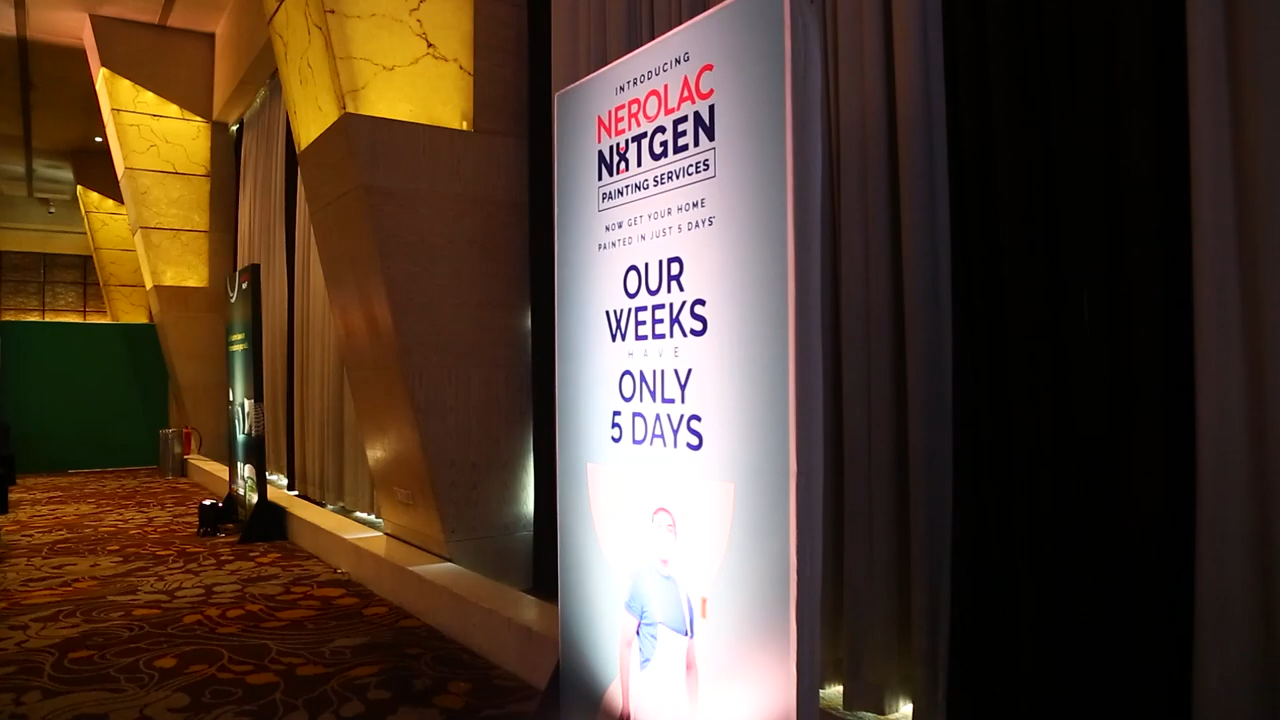 INTRODUCING
NEROLAC
NXTGEN
PAINTING SERVICES
NOW GET YOUR HOME
PAINTED IN JUST 5 DAYS*
OUR
WEEKS
HAVE
ONLY
5 DAYS